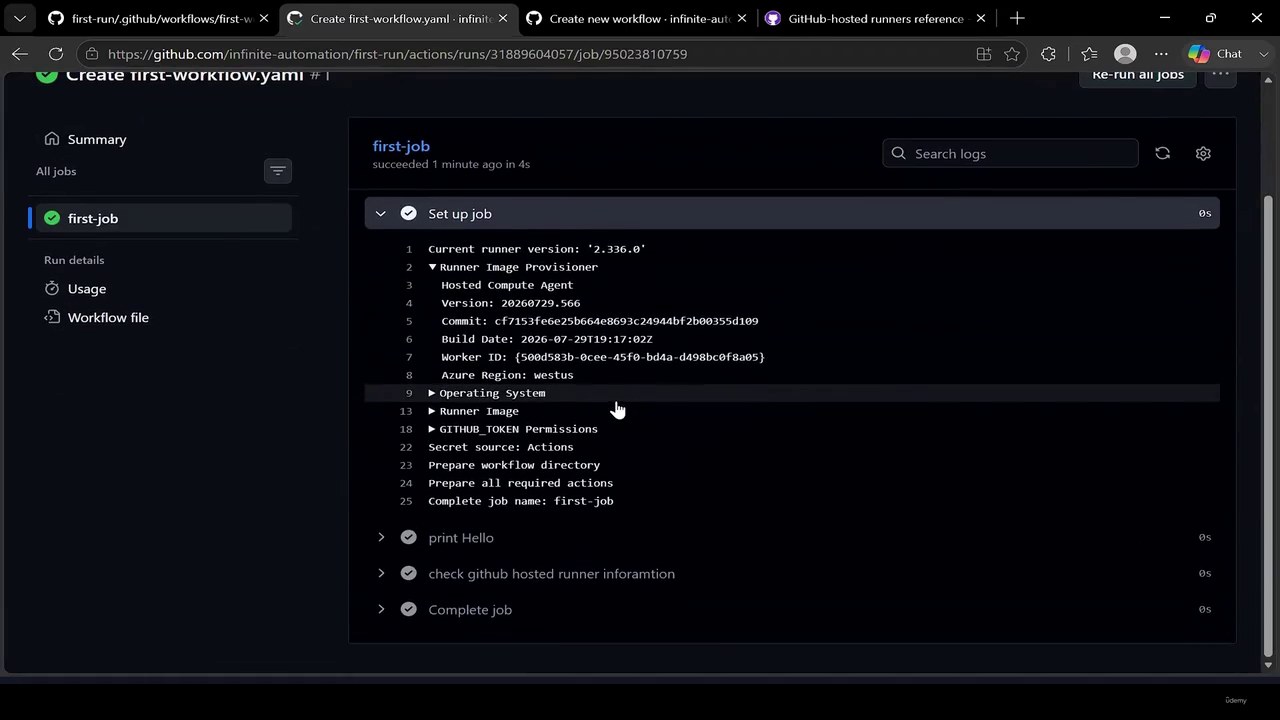 first-run/.github/workflows/first-w
Create first-workflow.yaml · infinit
Create new workflow · infinite-aut
GitHub-hosted runners reference
https://github.com/infinite-automation/first-run/actions/runs/31889604057/job/95023810759
Chat
Create first-workflow.yaml #1
Re-run all jobs
Summary
All jobs
first-job
Run details
Usage
Workflow file
first-job
succeeded 1 minute ago in 4s
Search logs
Set up job 0s
1 Current runner version: '2.336.0'
2 Runner Image Provisioner
3 Hosted Compute Agent
4 Version: 20260729.566
5 Commit: cf7153fe6e25b664e8693c24944bf2b00355d109
6 Build Date: 2026-07-29T19:17:02Z
7 Worker ID: {500d583b-0cee-45f0-bd4a-d498bc0f8a05}
8 Azure Region: westus
9 Operating System
13 Runner Image
18 GITHUB_TOKEN Permissions
22 Secret source: Actions
23 Prepare workflow directory
24 Prepare all required actions
25 Complete job name: first-job
print Hello 0s
check github hosted runner inforamtion 0s
Complete job 0s
ûdemy